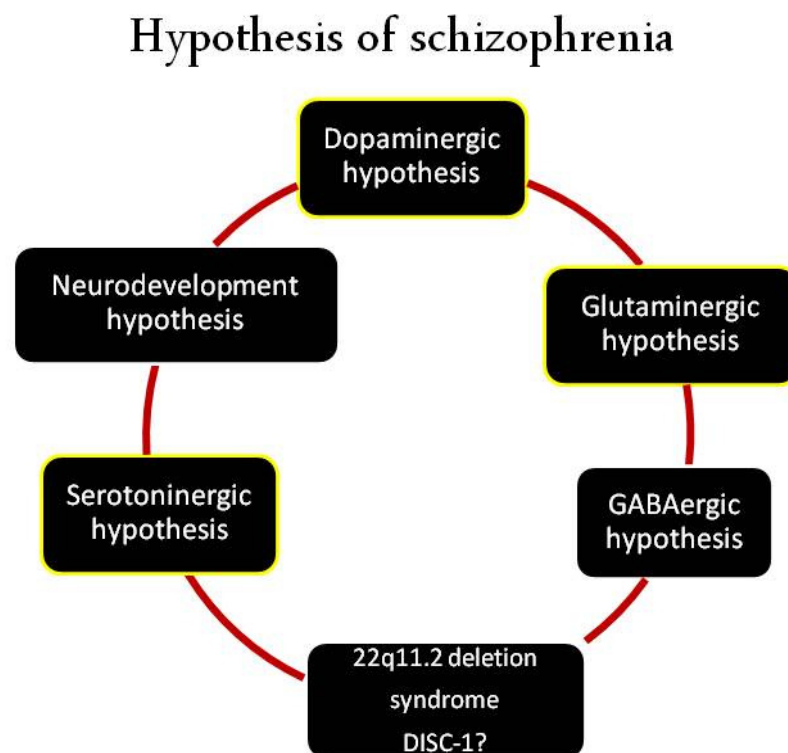 Hypothesis of schizophrenia
Dopaminergic
hypothesis
Glutaminergic
hypothesis
GABAergic
hypothesis
22q11.2 deletion
syndrome
DISC-1?
Serotoninergic
hypothesis
Neurodevelopment
hypothesis